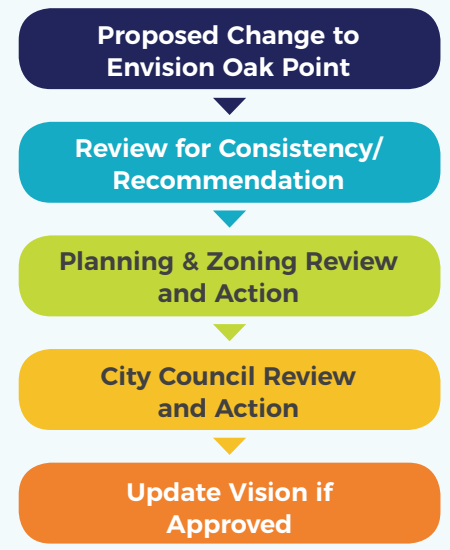 Proposed Change to
Envision Oak Point
Review for Consistency/
Recommendation
Planning & Zoning Review
and Action
City Council Review
and Action
Update Vision if
Approved